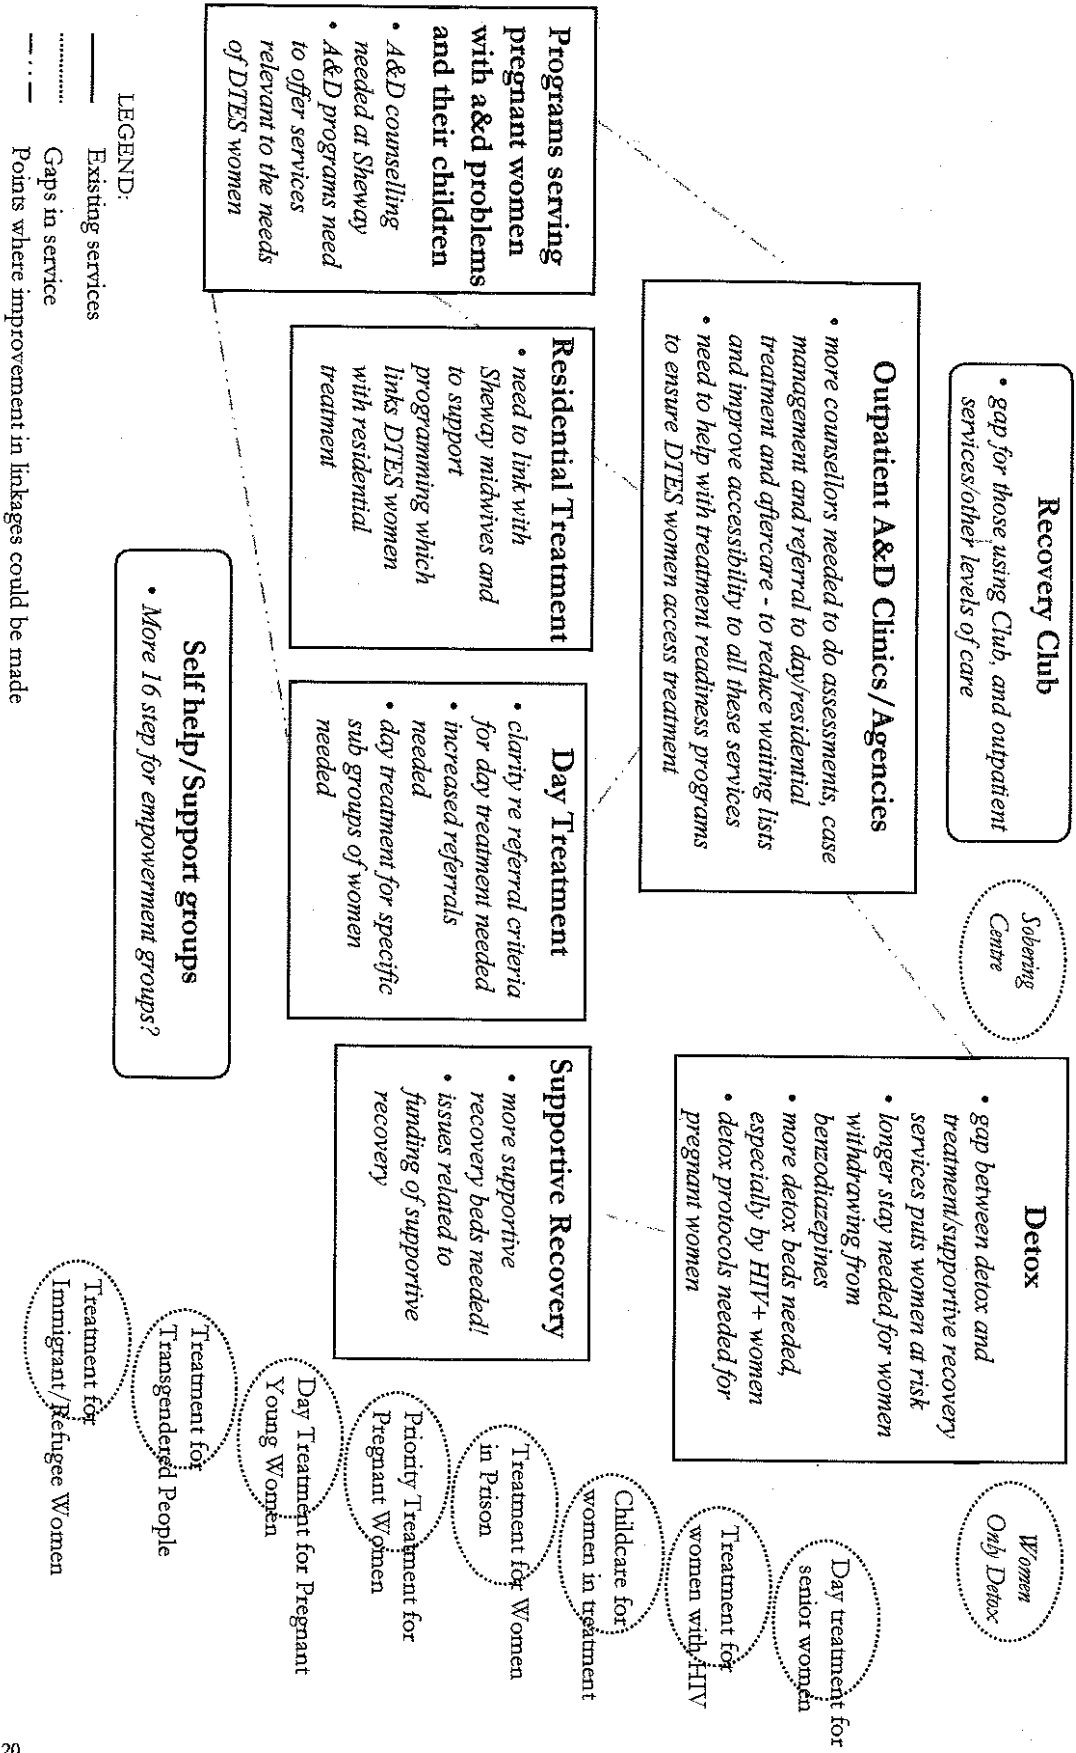 Recovery Club
• gap for those using Club, and outpatient
services/other levels of care
Sobering
Centre
Women
Only Detox
Outpatient A&D Clinics/Agencies
• more counsellors needed to do assessments, case
management and referral to day/residential
treatment and aftercare - to reduce waiting lists
and improve accessibility to all these services
• need to help with treatment readiness programs
to ensure DTES women access treatment
Detox
• gap between detox and
treatment/supportive recovery
services puts women at risk
• longer stay needed for women
withdrawing from
benzodiazepines
• more detox beds needed,
especially by HIV+ women
• detox protocols needed for
pregnant women
Programs serving
pregnant women
with a&d problems
and their children
• A&D counselling
needed at Sheway
• A&D programs need
to offer services
relevant to the needs
of DTES women
Residential Treatment
• need to link with
Sheway midwives and
to support
programming which
links DTES women
with residential
treatment
Day Treatment
• clarity re referral criteria
for day treatment needed
• increased referrals
needed
• day treatment for specific
sub groups of women
needed
Supportive Recovery
• more supportive
recovery beds needed!
• issues related to
funding of supportive
recovery
Self help/Support groups
• More 16 step for empowerment groups?
Day treatment for
senior women
Treatment for
women with HIV
Childcare for
women in treatment
Treatment for Women
in Prison
Priority Treatment for
Pregnant Women
Day Treatment for Pregnant
Young Women
Treatment for
Transgendered People
Treatment for
Immigrant/Refugee Women
LEGEND:
Existing services
Gaps in service
Points where improvement in linkages could be made
20